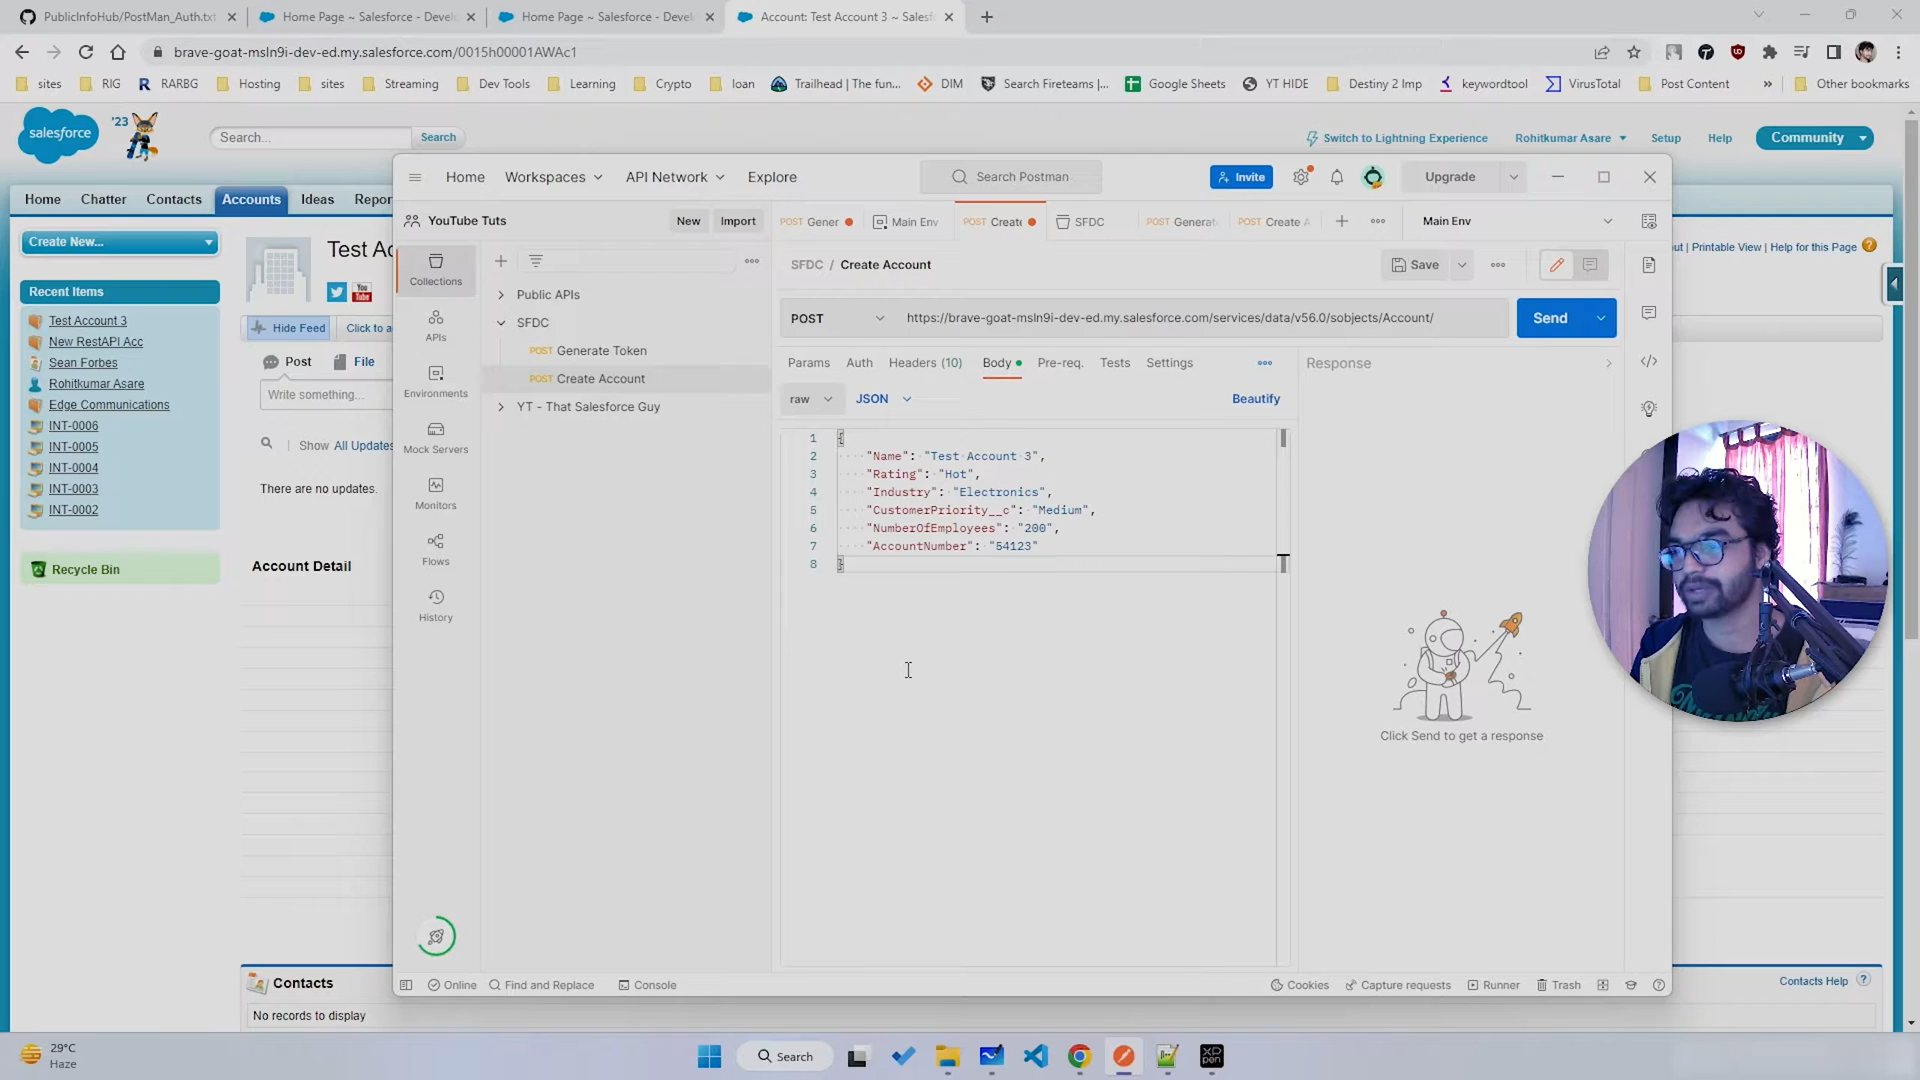 PublicInfoHub/PostMan_Auth.txt
Home Page ~ Salesforce - Devel
Home Page ~ Salesforce - Devel
Account: Test Account 3 ~ Salesf
brave-goat-msln9i-dev-ed.my.salesforce.com/0015h00001AWAc1
sites
RIG
RARBG
Hosting
sites
Streaming
Dev Tools
Learning
Crypto
loan
Trailhead | The fun...
DIM
Search Fireteams |...
Google Sheets
YT HIDE
Destiny 2 Imp
keywordtool
VirusTotal
Post Content
»
Other bookmarks
salesforce
'23
Search...
Search
Switch to Lightning Experience
Rohitkumar Asare
Setup
Help
Community
Home
Chatter
Contacts
Accounts
Ideas
Repor
Create New...
Recent Items
Test Account 3
New RestAPI Acc
Sean Forbes
Rohitkumar Asare
Edge Communications
INT-0006
INT-0005
INT-0004
INT-0003
INT-0002
Recycle Bin
Test Ac
You Tube
Hide Feed
Click to a
Post
File
Write something...
Show All Updates
There are no updates.
Account Detail
Contacts
No records to display
Contacts Help
ut | Printable View | Help for this Page
Home
Workspaces
API Network
Explore
Search Postman
Invite
Upgrade
YouTube Tuts
New
Import
POST Gener
Main Env
POST Create
SFDC
POST Generat
POST Create A
Main Env
Collections
APIs
Environments
Mock Servers
Monitors
Flows
History
Public APIs
SFDC
POST Generate Token
POST Create Account
YT - That Salesforce Guy
SFDC / Create Account
Save
POST
https://brave-goat-msln9i-dev-ed.my.salesforce.com/services/data/v56.0/sobjects/Account/
Send
Params
Auth
Headers (10)
Body
Pre-req.
Tests
Settings
raw
JSON
Beautify
1 {
2 "Name": "Test Account 3",
3 "Rating": "Hot",
4 "Industry": "Electronics",
5 "CustomerPriority__c": "Medium",
6 "NumberOfEmployees": "200",
7 "AccountNumber": "54123"
8 }
Response
Click Send to get a response
Online
Find and Replace
Console
Cookies
Capture requests
Runner
Trash
29°C
Haze
Search
XP
pen